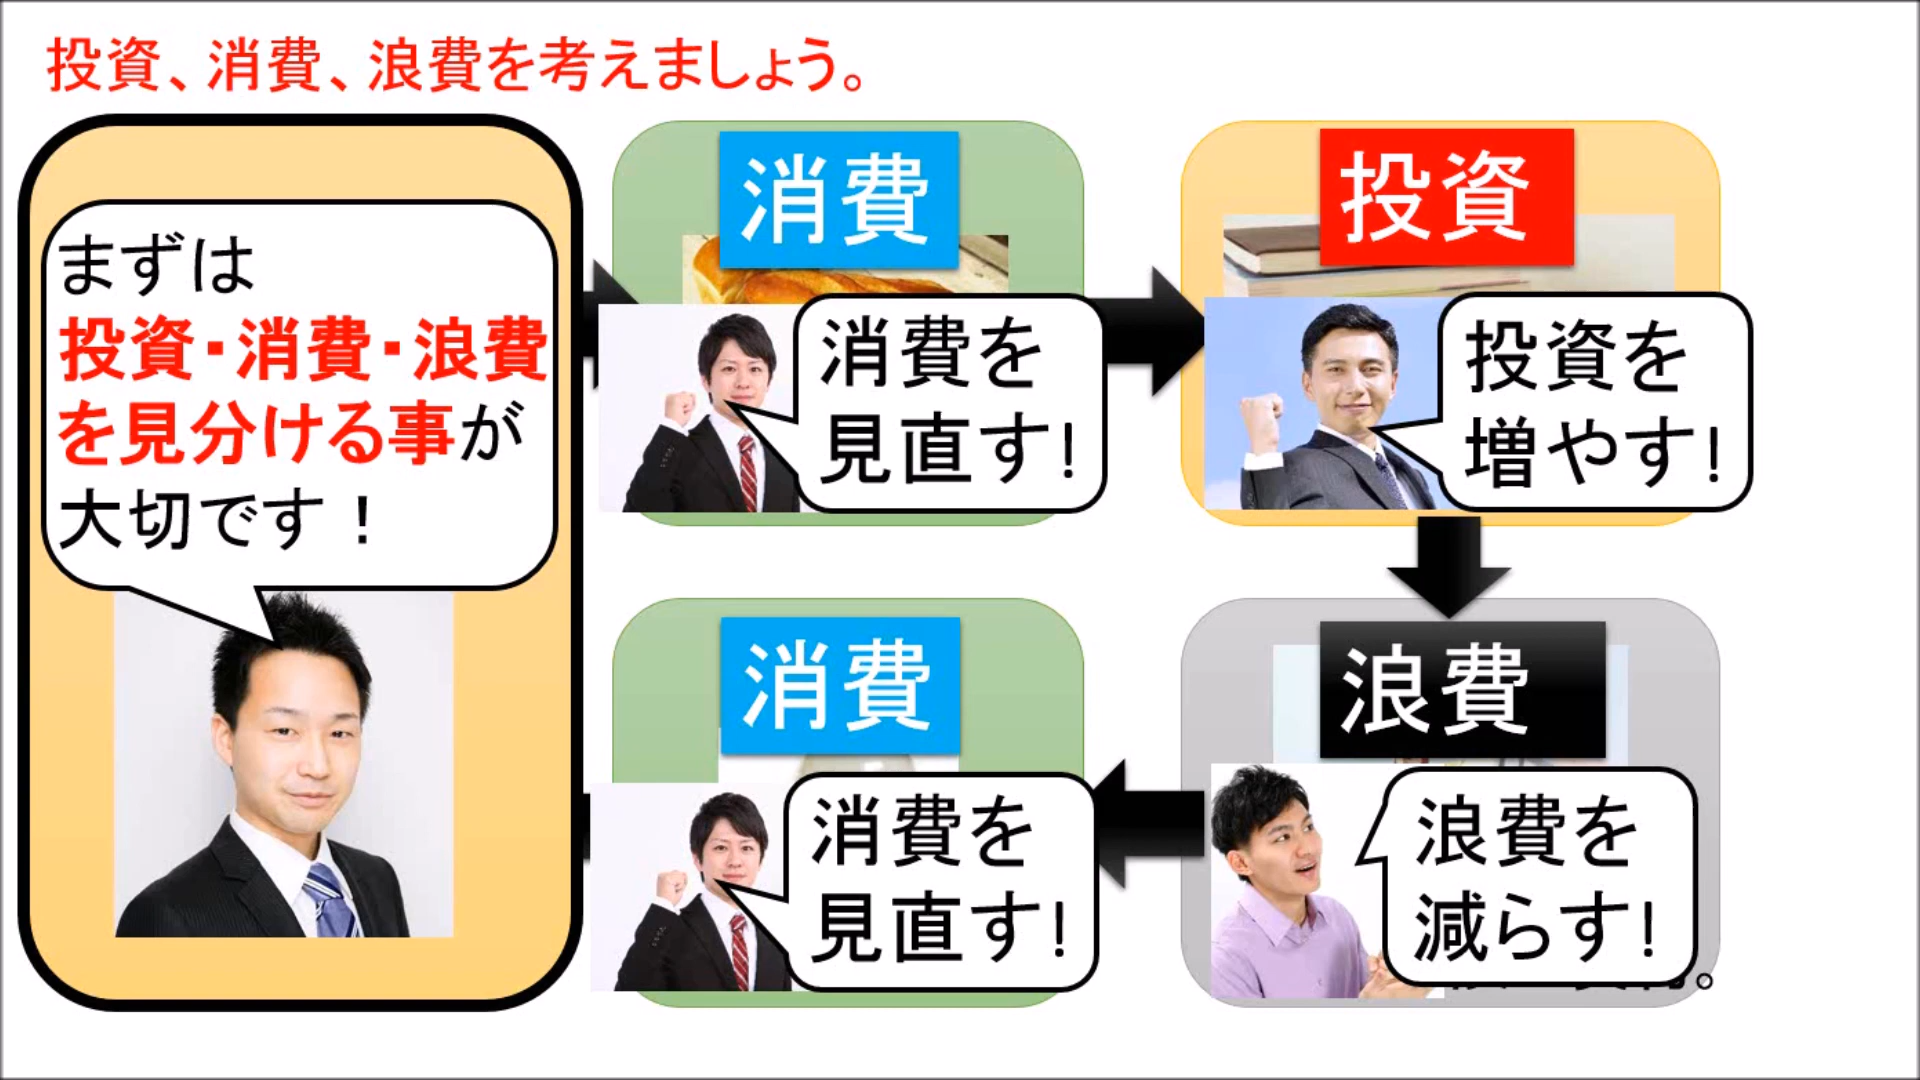 投資、消費、浪費を考えましょう。
まずは
投資・消費・浪費
を見分ける事が
大切です！
消費
消費を
見直す!
投資
投資を
増やす!
消費
消費を
見直す!
浪費
浪費を
減らす!